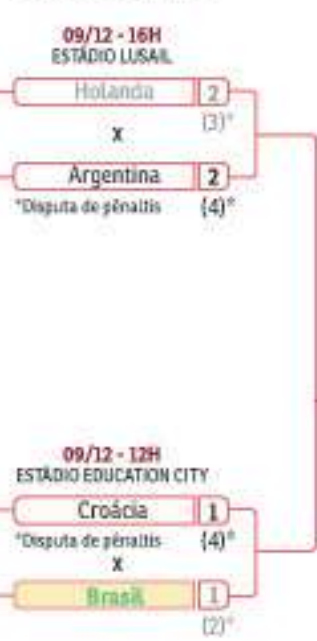 09/12 - 16H
ESTÁDIO LUSAIL
Holanda 2
(3)*
X
Argentina 2
*Disputa de pênaltis (4)*
09/12 - 12H
ESTÁDIO EDUCATION CITY
Croácia 1
*Disputa de pênaltis (4)*
X
Brasil 1
(2)*